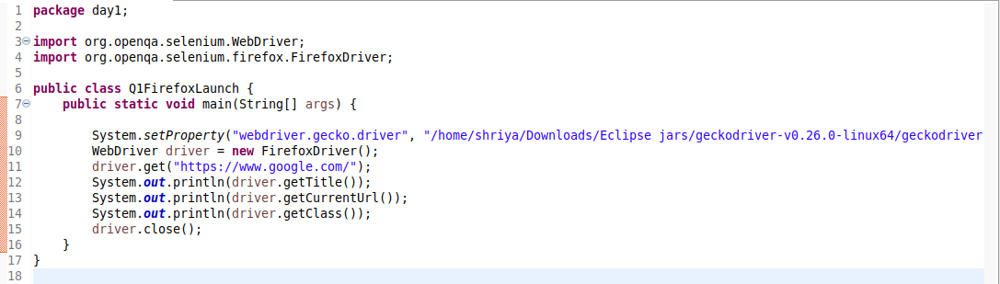 1 package day1;
2
3 import org.openqa.selenium.WebDriver;
4 import org.openqa.selenium.firefox.FirefoxDriver;
5
6 public class Q1FirefoxLaunch {
7 public static void main(String[] args) {
8
9 System.setProperty("webdriver.gecko.driver", "/home/shriya/Downloads/Eclipse jars/geckodriver-v0.26.0-linux64/geckodriver
10 WebDriver driver = new FirefoxDriver();
11 driver.get("https://www.google.com/");
12 System.out.println(driver.getTitle());
13 System.out.println(driver.getCurrentUrl());
14 System.out.println(driver.getClass());
15 driver.close();
16 }
17 }
18